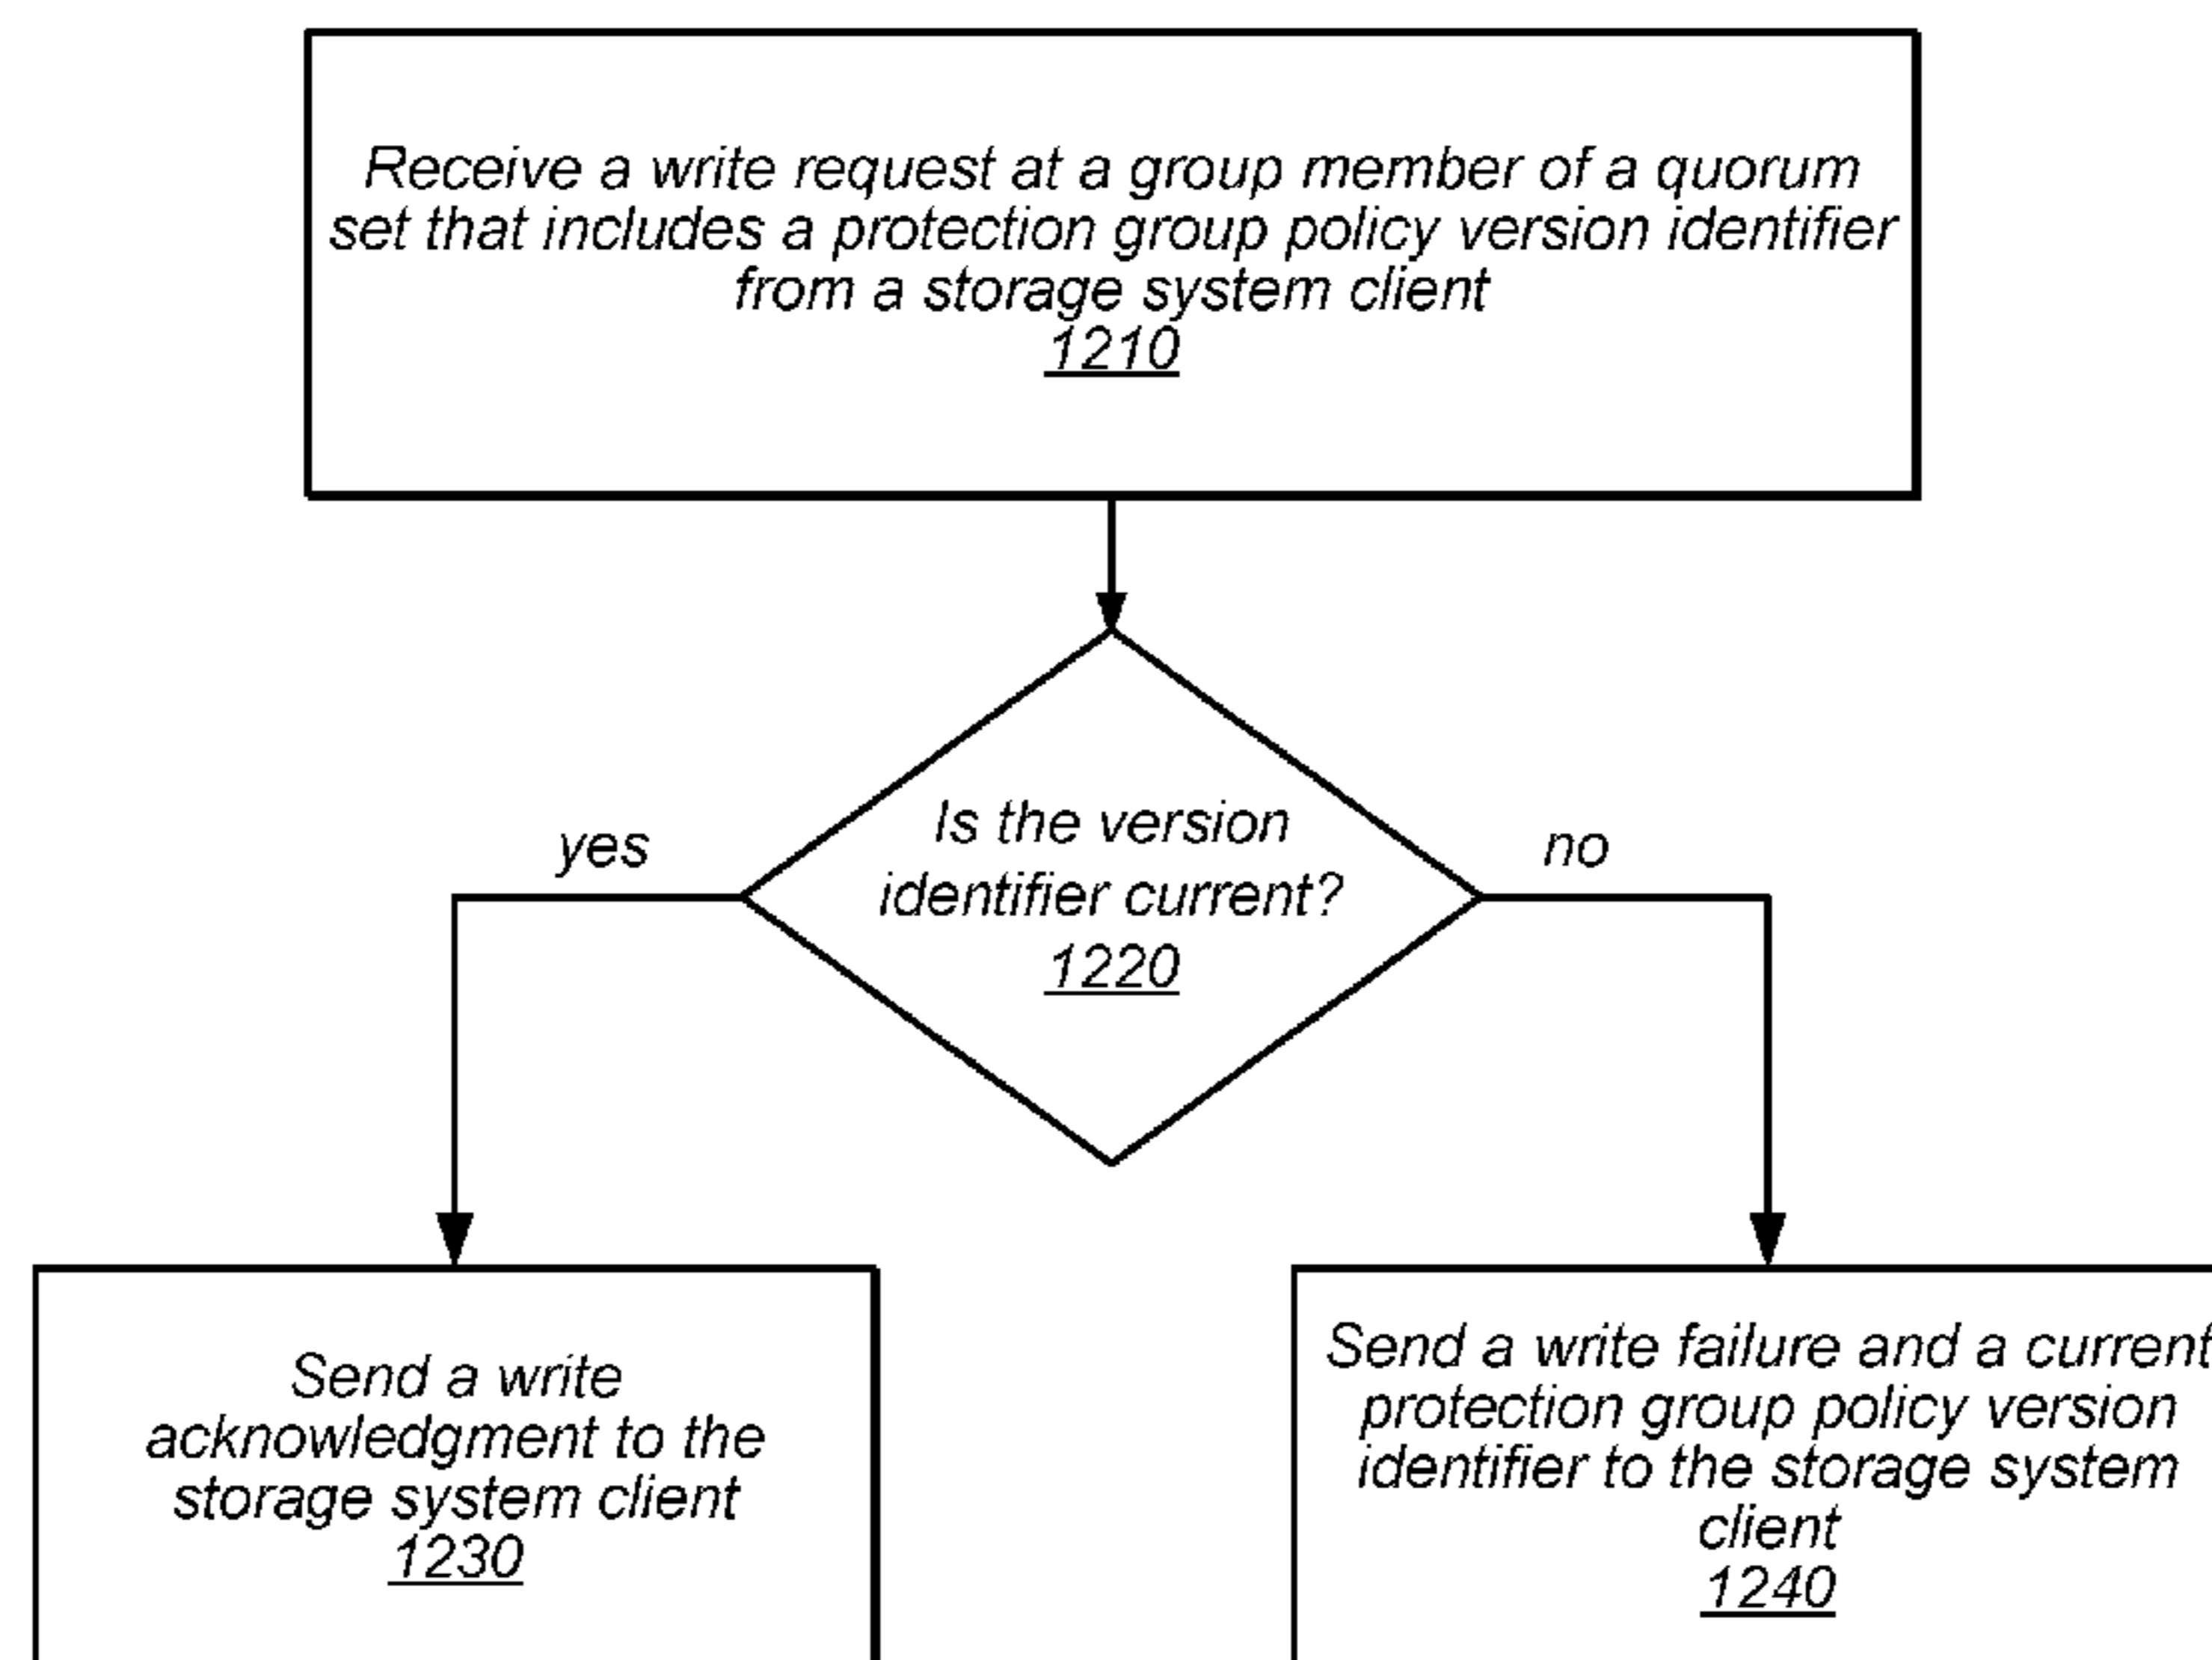 Receive a write request at a group member of a quorum
set that includes a protection group policy version identifier
from a storage system client
1210
Is the version
identifier current?
1220
yes
no
Send a write
acknowledgment to the
storage system client
1230
Send a write failure and a current
protection group policy version
identifier to the storage system
client
1240